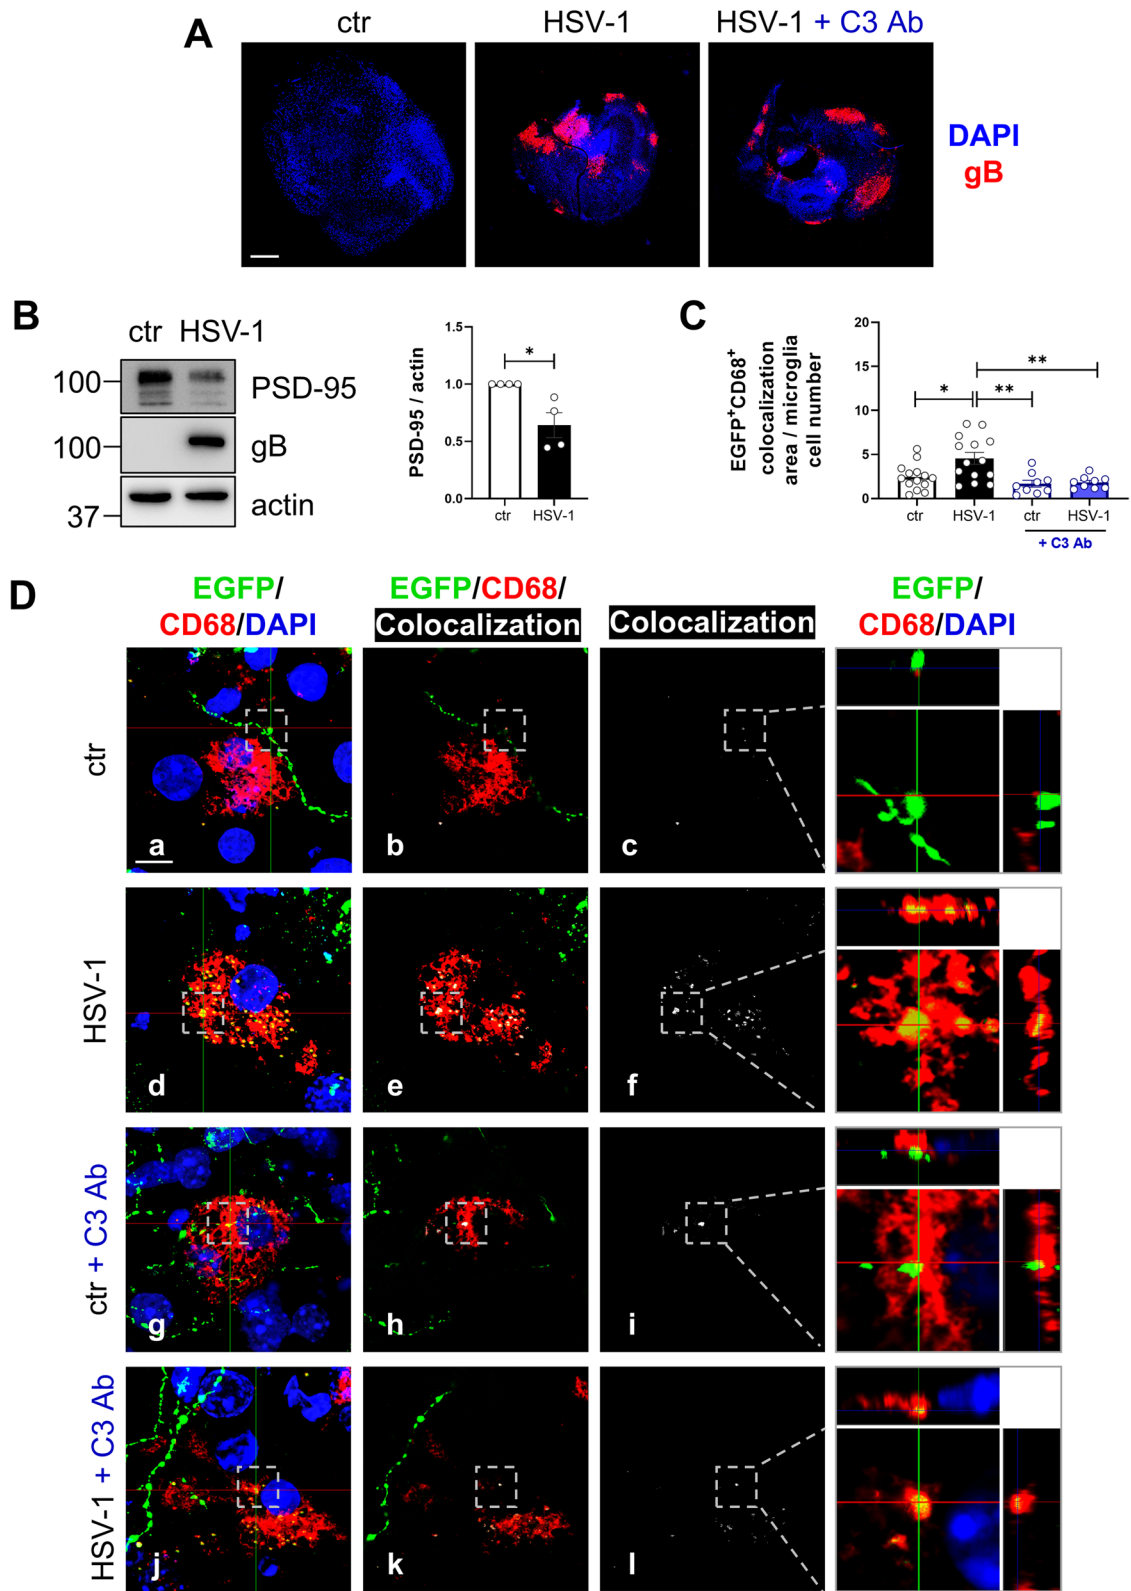 A
ctr
HSV-1
HSV-1 + C3 Ab
DAPI
gB
B
ctr HSV-1
100
PSD-95
100
gB
37
actin
PSD-95 / actin
1.5
1.0
0.5
0.0
*
ctr
HSV-1
C
EGFP+CD68+
colocalization
area / microglia
cell number
20
15
10
5
0
*
**
**
ctr
HSV-1
ctr
HSV-1
+ C3 Ab
D
EGFP/
CD68/DAPI
EGFP/CD68/
Colocalization
Colocalization
EGFP/
CD68/DAPI
ctr
a
b
c
HSV-1
d
e
f
ctr + C3 Ab
g
h
i
HSV-1 + C3 Ab
j
k
l